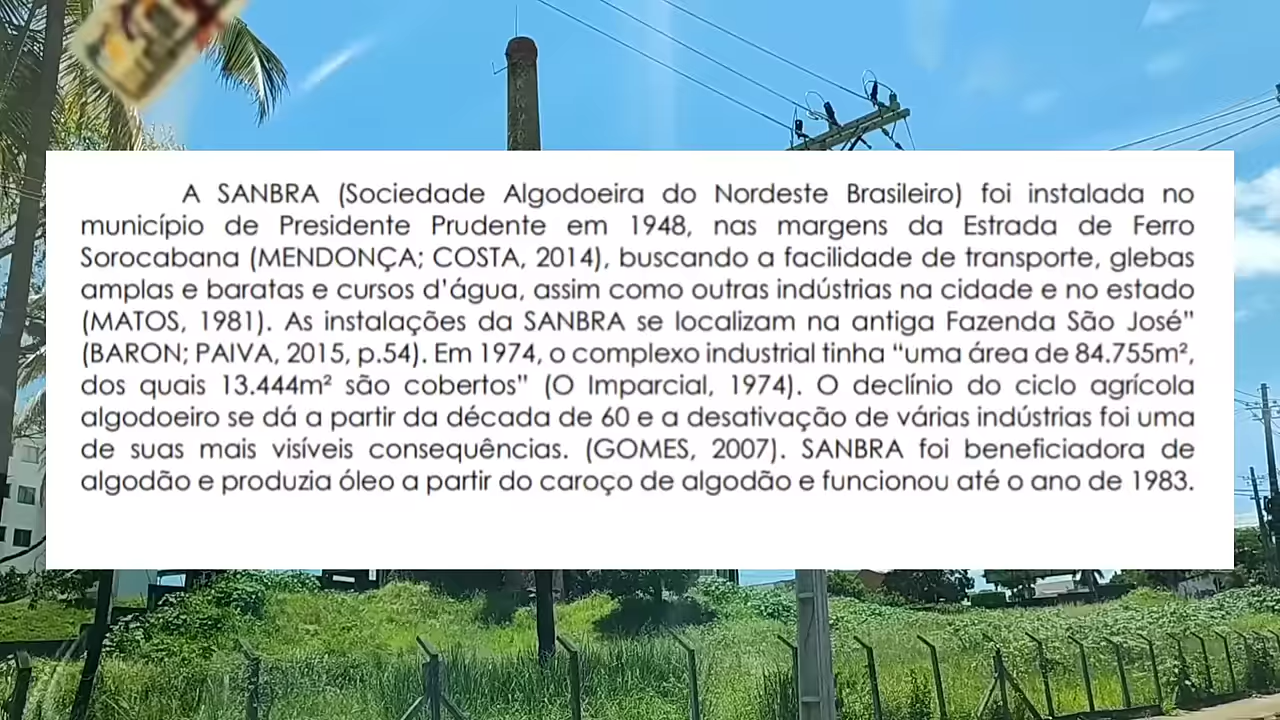 A SANBRA (Sociedade Algodoeira do Nordeste Brasileiro) foi instalada no
município de Presidente Prudente em 1948, nas margens da Estrada de Ferro
Sorocabana (MENDONÇA; COSTA, 2014), buscando a facilidade de transporte, glebas
amplas e baratas e cursos d’água, assim como outras indústrias na cidade e no estado
(MATOS, 1981). As instalações da SANBRA se localizam na antiga Fazenda São José”
(BARON; PAIVA, 2015, p.54). Em 1974, o complexo industrial tinha “uma área de 84.755m²,
dos quais 13.444m² são cobertos” (O Imparcial, 1974). O declínio do ciclo agrícola
algodoeiro se dá a partir da década de 60 e a desativação de várias indústrias foi uma
de suas mais visíveis consequências. (GOMES, 2007). SANBRA foi beneficiadora de
algodão e produzia óleo a partir do caroço de algodão e funcionou até o ano de 1983.